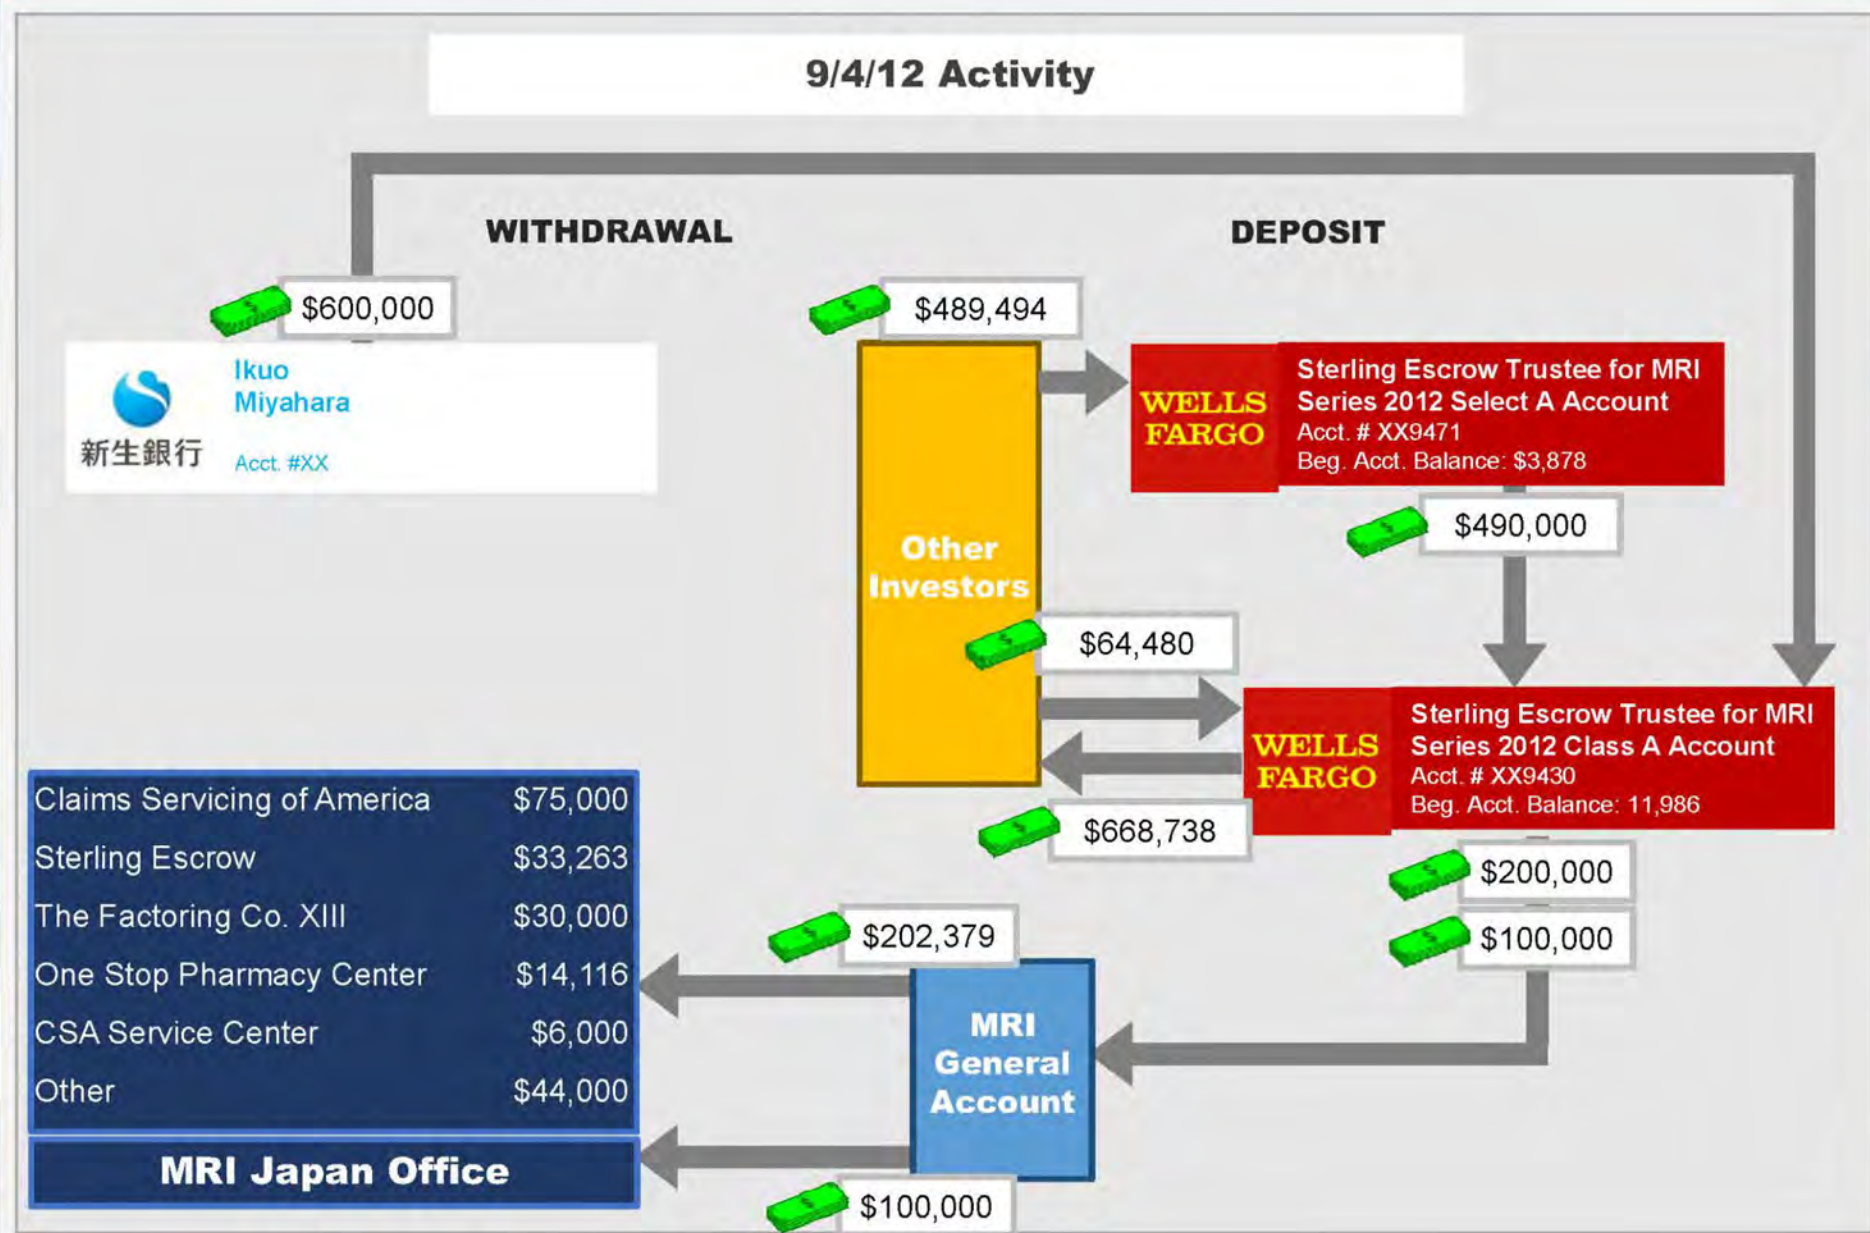 9/4/12 Activity
WITHDRAWAL
DEPOSIT
$600,000
$489,494
新生銀行
Ikuo
Miyahara
Acct. #XX
WELLS
FARGO
Sterling Escrow Trustee for MRI
Series 2012 Select A Account
Acct. # XX9471
Beg. Acct. Balance: $3,878
$490,000
Other
Investors
$64,480
WELLS
FARGO
Sterling Escrow Trustee for MRI
Series 2012 Class A Account
Acct. # XX9430
Beg. Acct. Balance: 11,986
$668,738
$200,000
$100,000
Claims Servicing of America $75,000
Sterling Escrow $33,263
The Factoring Co. XIII $30,000
One Stop Pharmacy Center $14,116
CSA Service Center $6,000
Other $44,000
MRI Japan Office
$202,379
MRI
General
Account
$100,000